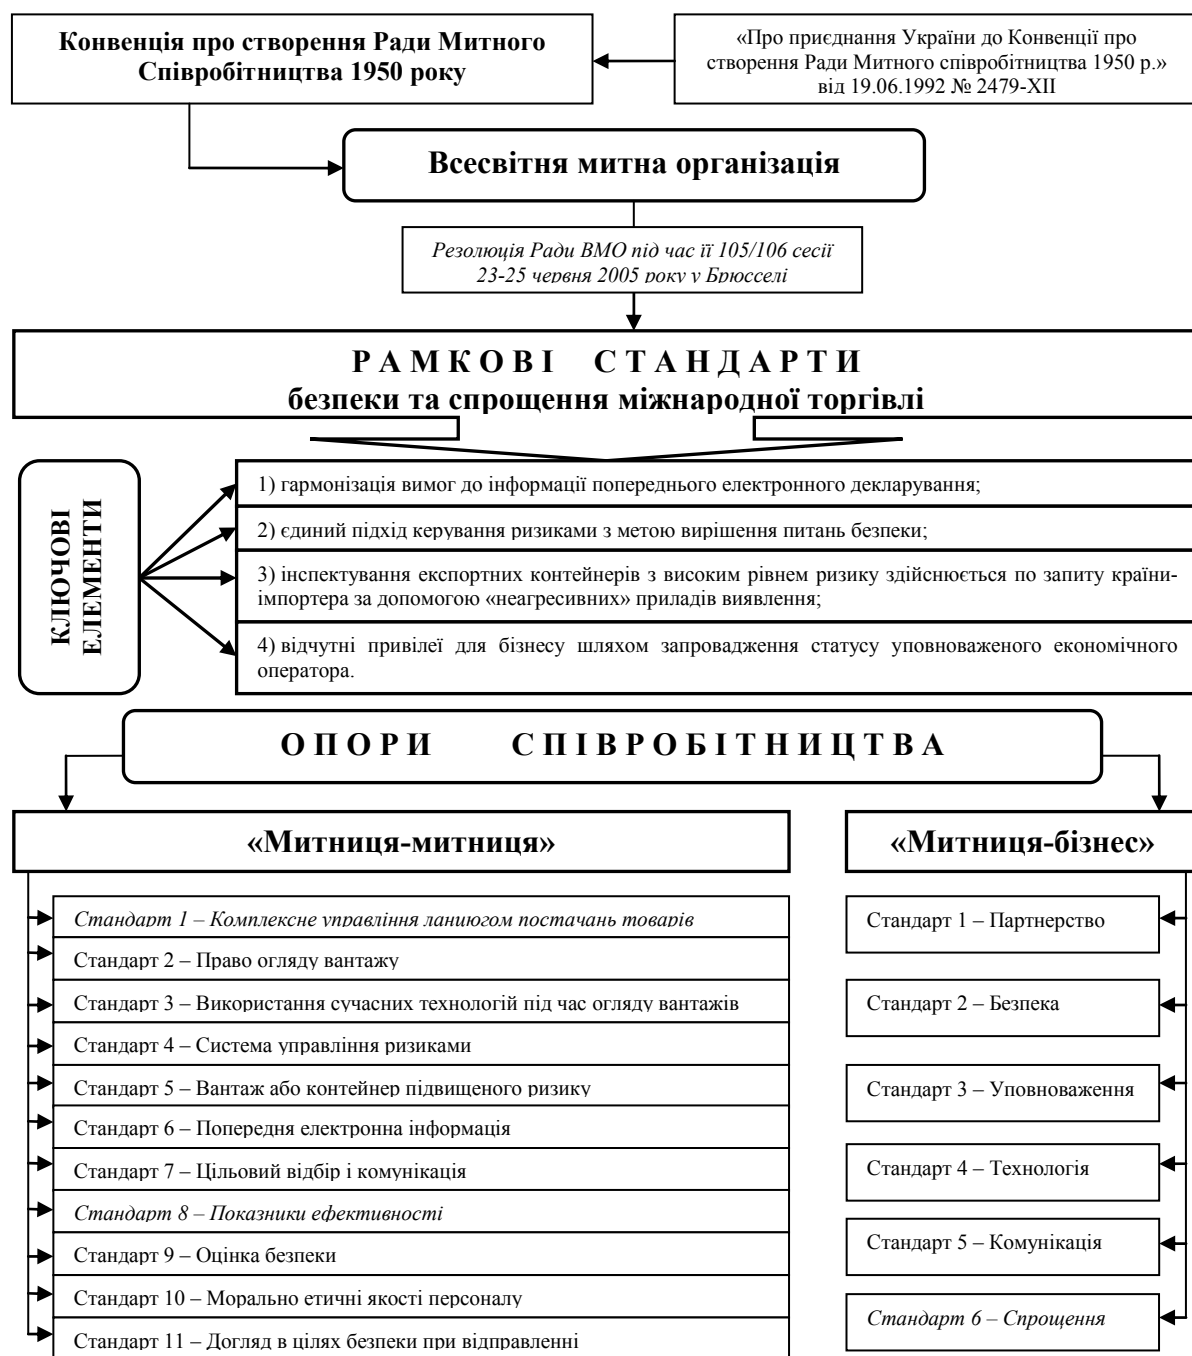 Конвенція про створення Ради Митного
Співробітництва 1950 року
«Про приєднання України до Конвенції про
створення Ради Митного співробітництва 1950 р.»
від 19.06.1992 № 2479-XII
Всесвітня митна організація
Резолюція Ради ВМО під час її 105/106 сесії
23-25 червня 2005 року у Брюсселі
РАМКОВІ СТАНДАРТИ
безпеки та спрощення міжнародної торгівлі
КЛЮЧОВІ
ЕЛЕМЕНТИ
1) гармонізація вимог до інформації попереднього електронного декларування;
2) єдиний підхід керування ризиками з метою вирішення питань безпеки;
3) інспектування експортних контейнерів з високим рівнем ризику здійснюється по запиту країни-
імпортера за допомогою «неагресивних» приладів виявлення;
4) відчутні привілеї для бізнесу шляхом запровадження статусу уповноваженого економічного
оператора.
ОПОРИ СПІВРОБІТНИЦТВА
«Митниця-митниця»
Стандарт 1 – Комплексне управління ланцюгом постачань товарів
Стандарт 2 – Право огляду вантажу
Стандарт 3 – Використання сучасних технологій під час огляду вантажів
Стандарт 4 – Система управління ризиками
Стандарт 5 – Вантаж або контейнер підвищеного ризику
Стандарт 6 – Попередня електронна інформація
Стандарт 7 – Цільовий відбір і комунікація
Стандарт 8 – Показники ефективності
Стандарт 9 – Оцінка безпеки
Стандарт 10 – Морально етичні якості персоналу
Стандарт 11 – Догляд в цілях безпеки при відправленні
«Митниця-бізнес»
Стандарт 1 – Партнерство
Стандарт 2 – Безпека
Стандарт 3 – Уповноваження
Стандарт 4 – Технологія
Стандарт 5 – Комунікація
Стандарт 6 – Спрощення